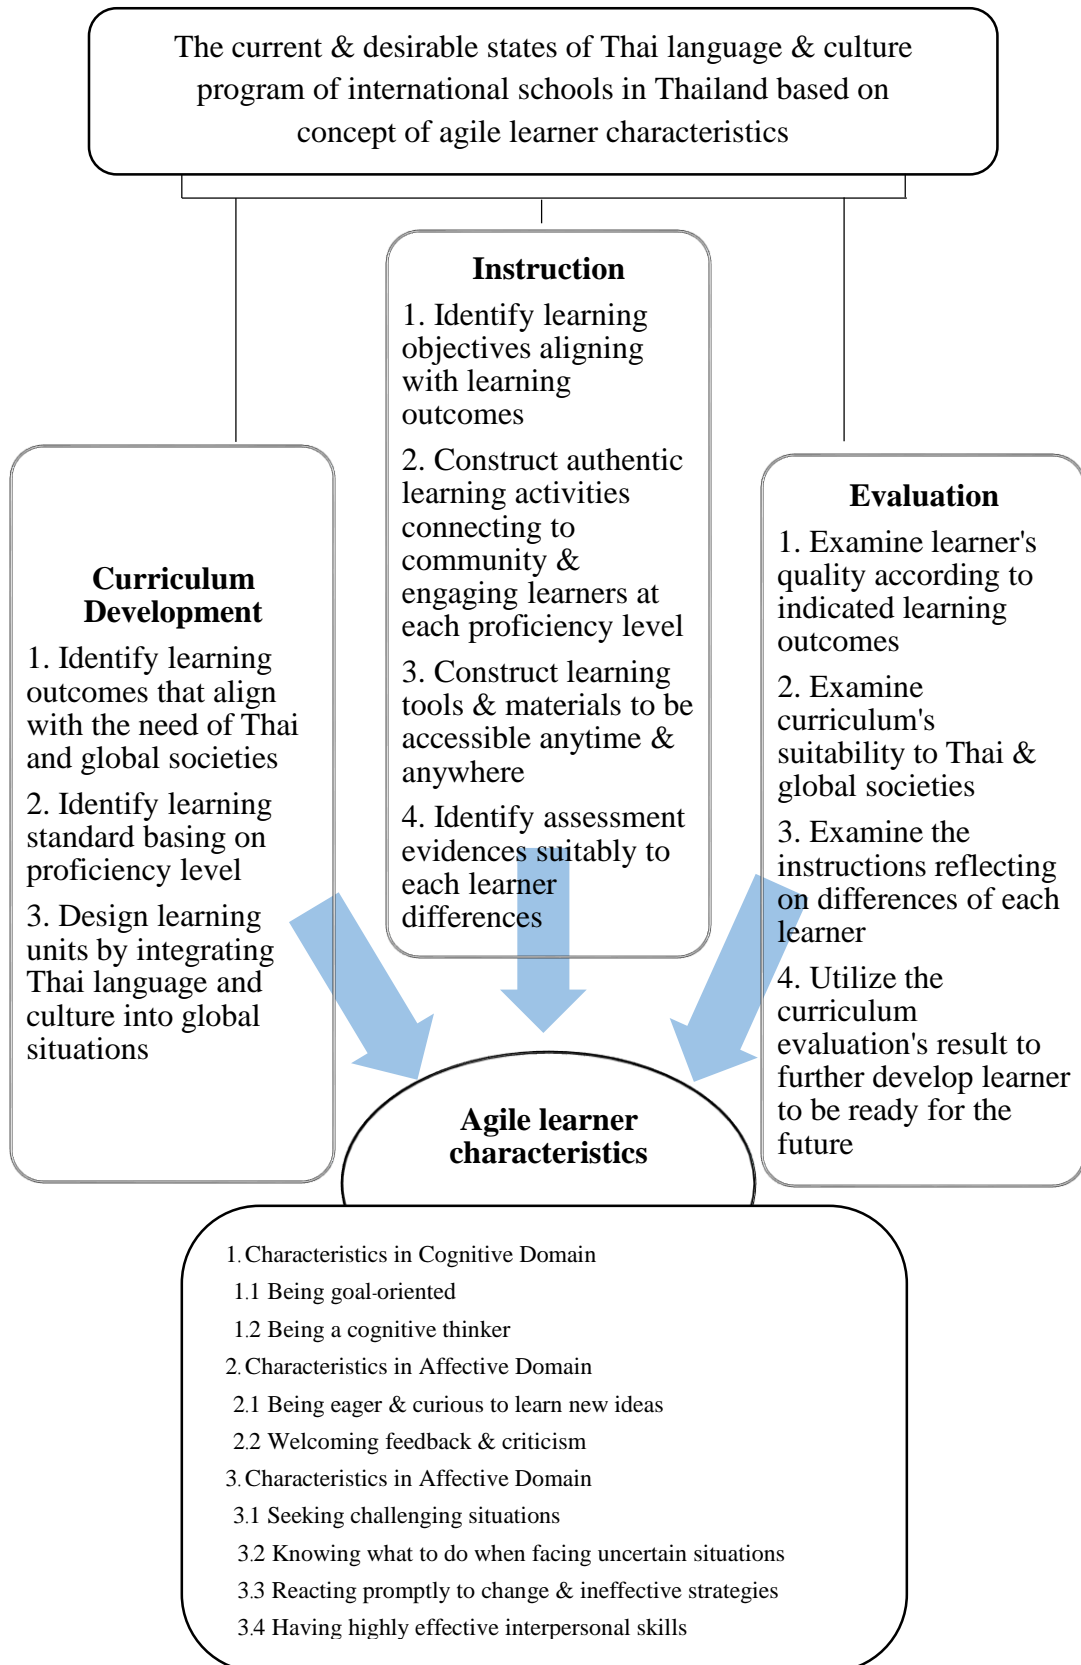 The current & desirable states of Thai language & culture
program of international schools in Thailand based on
concept of agile learner characteristics
Curriculum
Development
1. Identify learning
outcomes that align
with the need of Thai
and global societies
2. Identify learning
standard basing on
proficiency level
3. Design learning
units by integrating
Thai language and
culture into global
situations
Instruction
1. Identify learning
objectives aligning
with learning
outcomes
2. Construct authentic
learning activities
connecting to
community &
engaging learners at
each proficiency level
3. Construct learning
tools & materials to be
accessible anytime &
anywhere
4. Identify assessment
evidences suitably to
each learner
differences
Evaluation
1. Examine learner's
quality according to
indicated learning
outcomes
2. Examine
curriculum's
suitability to Thai &
global societies
3. Examine the
instructions reflecting
on differences of each
learner
4. Utilize the
curriculum
evaluation's result to
further develop learner
to be ready for the
future
Agile learner
characteristics
1. Characteristics in Cognitive Domain
1.1 Being goal-oriented
1.2 Being a cognitive thinker
2. Characteristics in Affective Domain
2.1 Being eager & curious to learn new ideas
2.2 Welcoming feedback & criticism
3. Characteristics in Affective Domain
3.1 Seeking challenging situations
3.2 Knowing what to do when facing uncertain situations
3.3 Reacting promptly to change & ineffective strategies
3.4 Having highly effective interpersonal skills